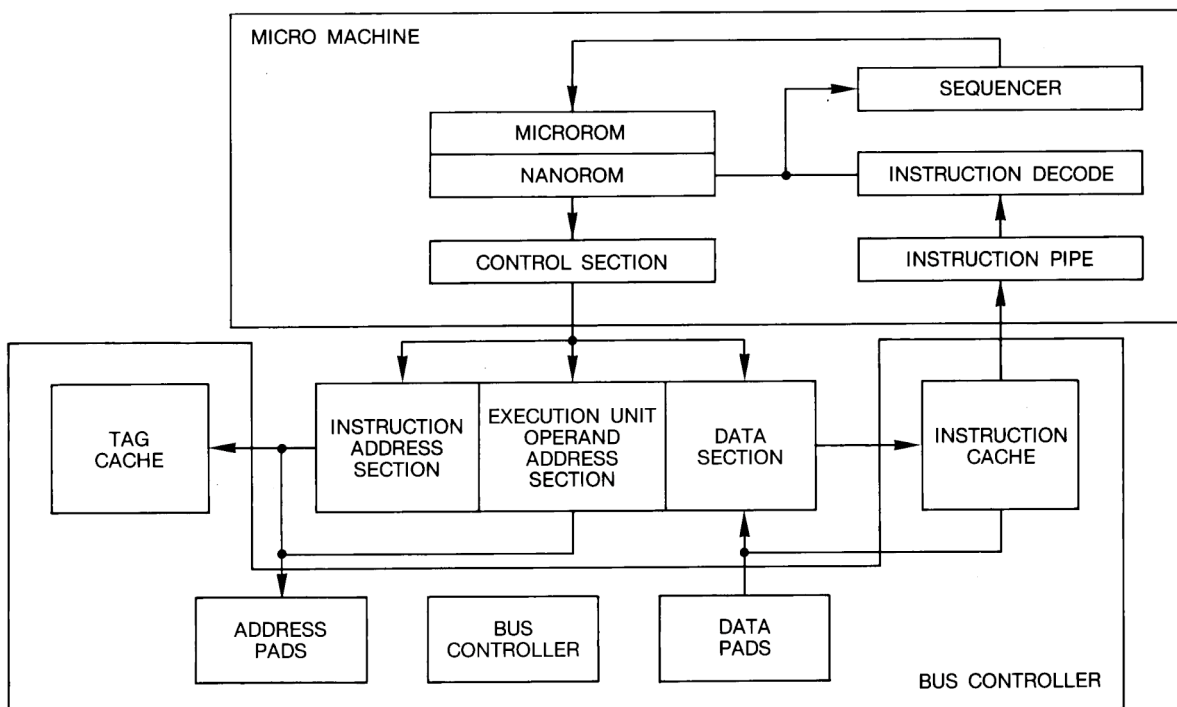 MICRO MACHINE
SEQUENCER
MICROROM
NANOROM
INSTRUCTION DECODE
CONTROL SECTION
INSTRUCTION PIPE
TAG
CACHE
INSTRUCTION
ADDRESS
SECTION
EXECUTION UNIT
OPERAND
ADDRESS
SECTION
DATA
SECTION
INSTRUCTION
CACHE
ADDRESS
PADS
BUS
CONTROLLER
DATA
PADS
BUS CONTROLLER